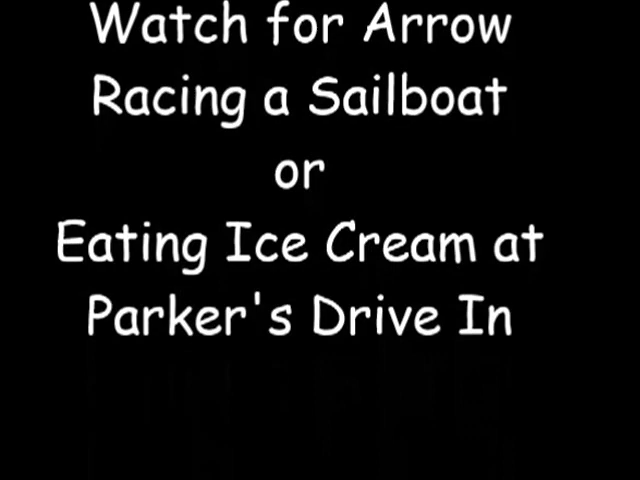 Watch for Arrow
Racing a Sailboat
or
Eating Ice Cream at
Parker's Drive In